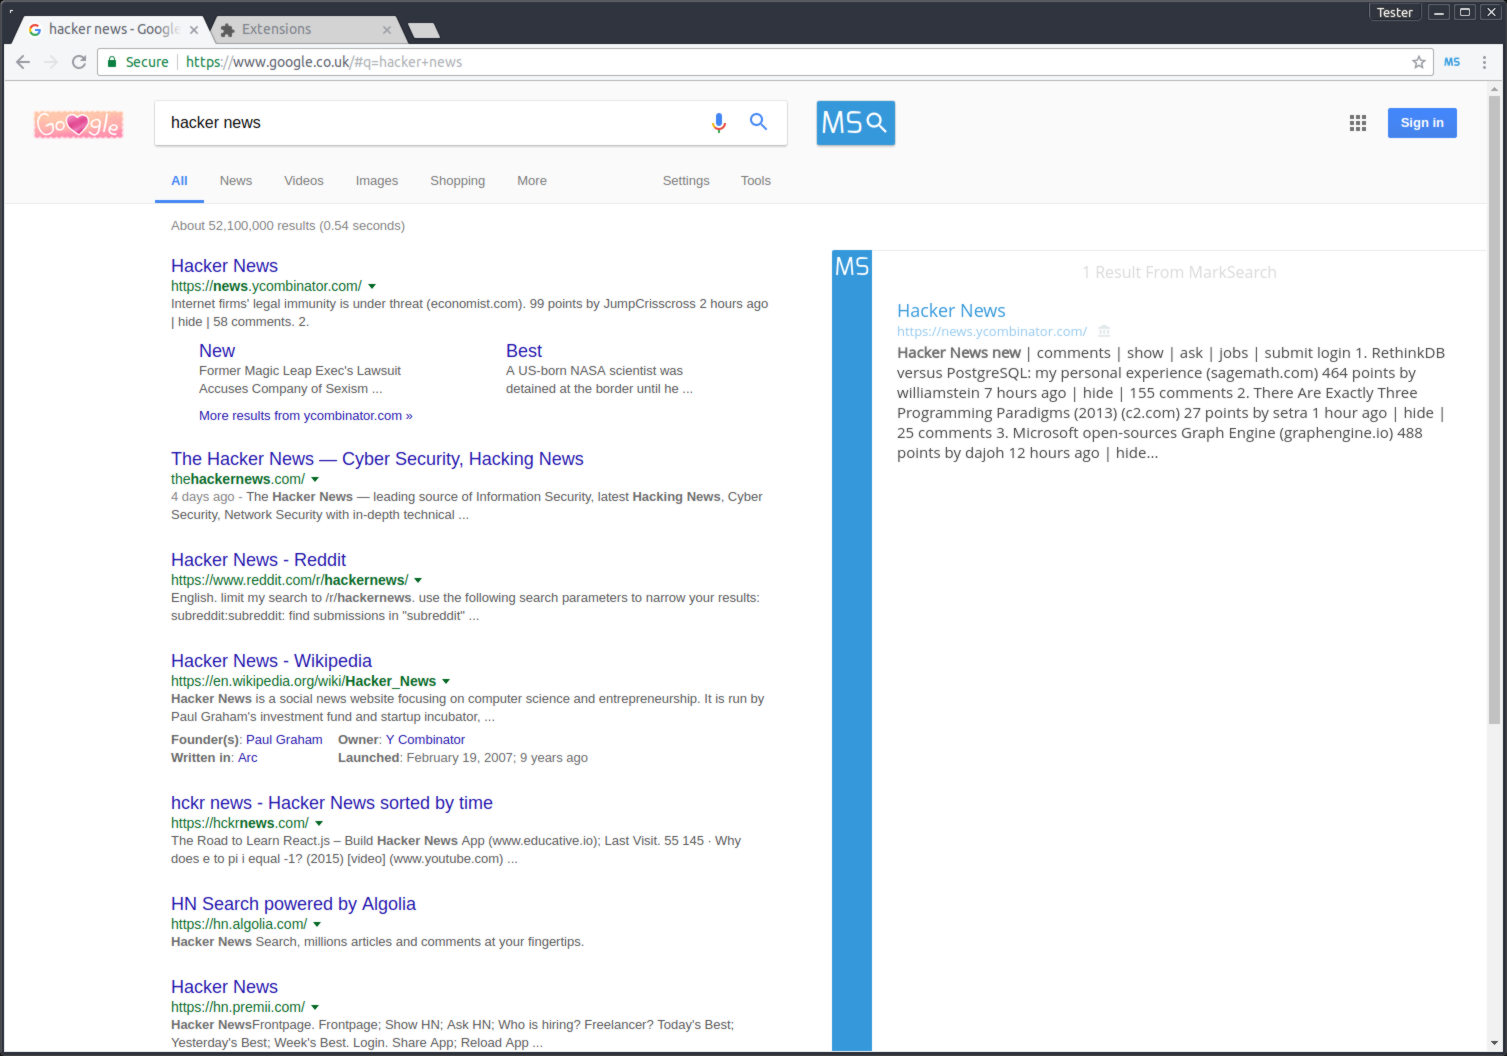 Tester
hacker news - Google
Extensions
Secure
https://www.google.co.uk/#q=hacker+news
MS
Google
hacker news
MS
Sign in
All News Videos Images Shopping More Settings Tools
About 52,100,000 results (0.54 seconds)
Hacker News
https://news.ycombinator.com/
Internet firms' legal immunity is under threat (economist.com). 99 points by JumpCrisscross 2 hours ago
| hide | 58 comments. 2.
New
Former Magic Leap Exec's Lawsuit
Accuses Company of Sexism ...
Best
A US-born NASA scientist was
detained at the border until he ...
More results from ycombinator.com »
The Hacker News — Cyber Security, Hacking News
thehackernews.com/
4 days ago - The Hacker News — leading source of Information Security, latest Hacking News, Cyber
Security, Network Security with in-depth technical ...
Hacker News - Reddit
https://www.reddit.com/r/hackernews/
English. limit my search to /r/hackernews. use the following search parameters to narrow your results:
subreddit:subreddit: find submissions in "subreddit" ...
Hacker News - Wikipedia
https://en.wikipedia.org/wiki/Hacker_News
Hacker News is a social news website focusing on computer science and entrepreneurship. It is run by
Paul Graham's investment fund and startup incubator, ...
Founder(s): Paul Graham Owner: Y Combinator
Written in: Arc Launched: February 19, 2007; 9 years ago
hckr news - Hacker News sorted by time
https://hckrnews.com/
The Road to Learn React.js – Build Hacker News App (www.educative.io); Last Visit. 55 145 · Why
does e to pi i equal -1? (2015) [video] (www.youtube.com) ...
HN Search powered by Algolia
https://hn.algolia.com/
Hacker News Search, millions articles and comments at your fingertips.
Hacker News
https://hn.premii.com/
Hacker NewsFrontpage. Frontpage; Show HN; Ask HN; Who is hiring? Freelancer? Today's Best;
Yesterday's Best; Week's Best. Login. Share App; Reload App ...
MS
1 Result From MarkSearch
Hacker News
https://news.ycombinator.com/
Hacker News new | comments | show | ask | jobs | submit login 1. RethinkDB
versus PostgreSQL: my personal experience (sagemath.com) 464 points by
williamstein 7 hours ago | hide | 155 comments 2. There Are Exactly Three
Programming Paradigms (2013) (c2.com) 27 points by setra 1 hour ago | hide |
25 comments 3. Microsoft open-sources Graph Engine (graphengine.io) 488
points by dajoh 12 hours ago | hide...